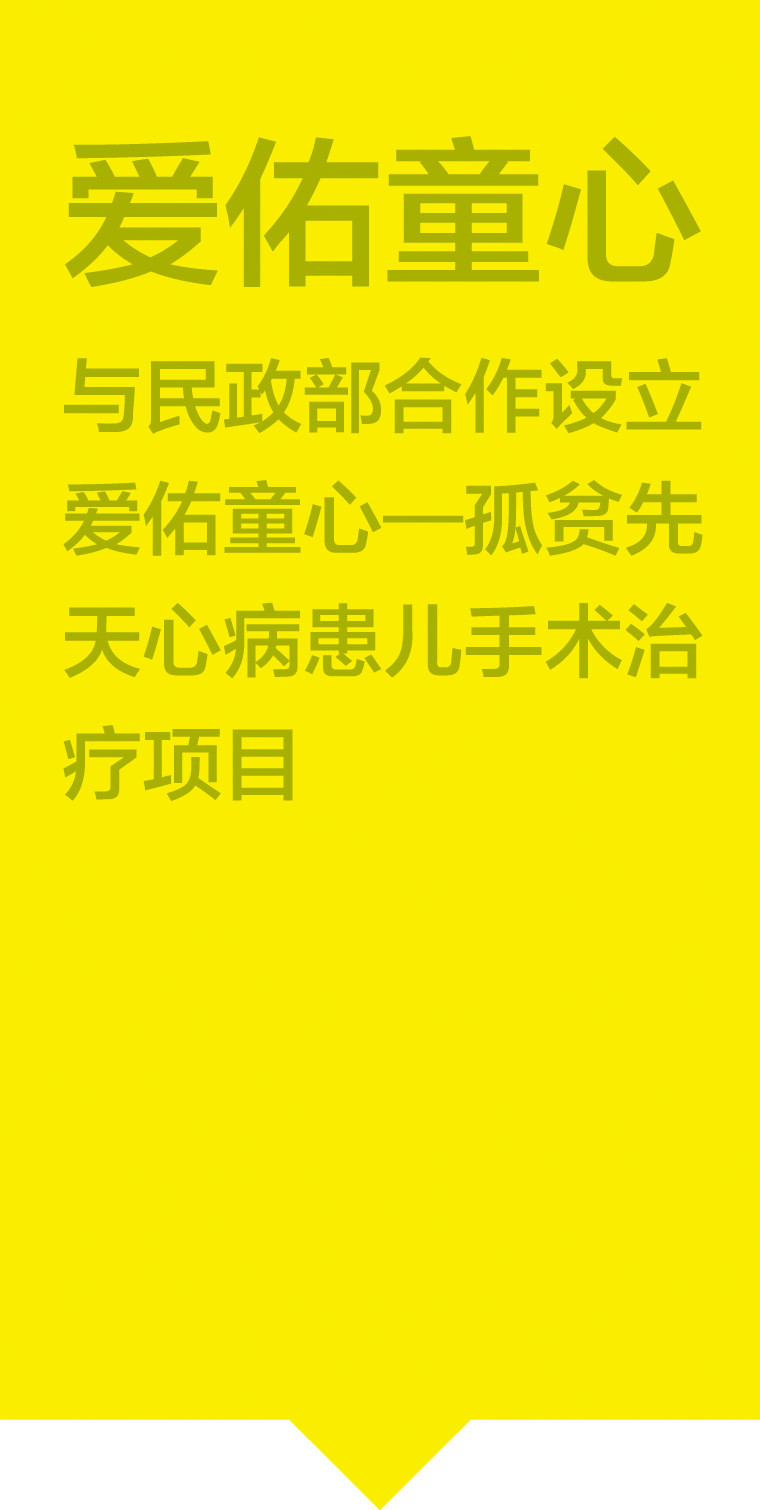 爱佑童心
与民政部合作设立
爱佑童心—孤贫先
天心病患儿手术治
疗项目